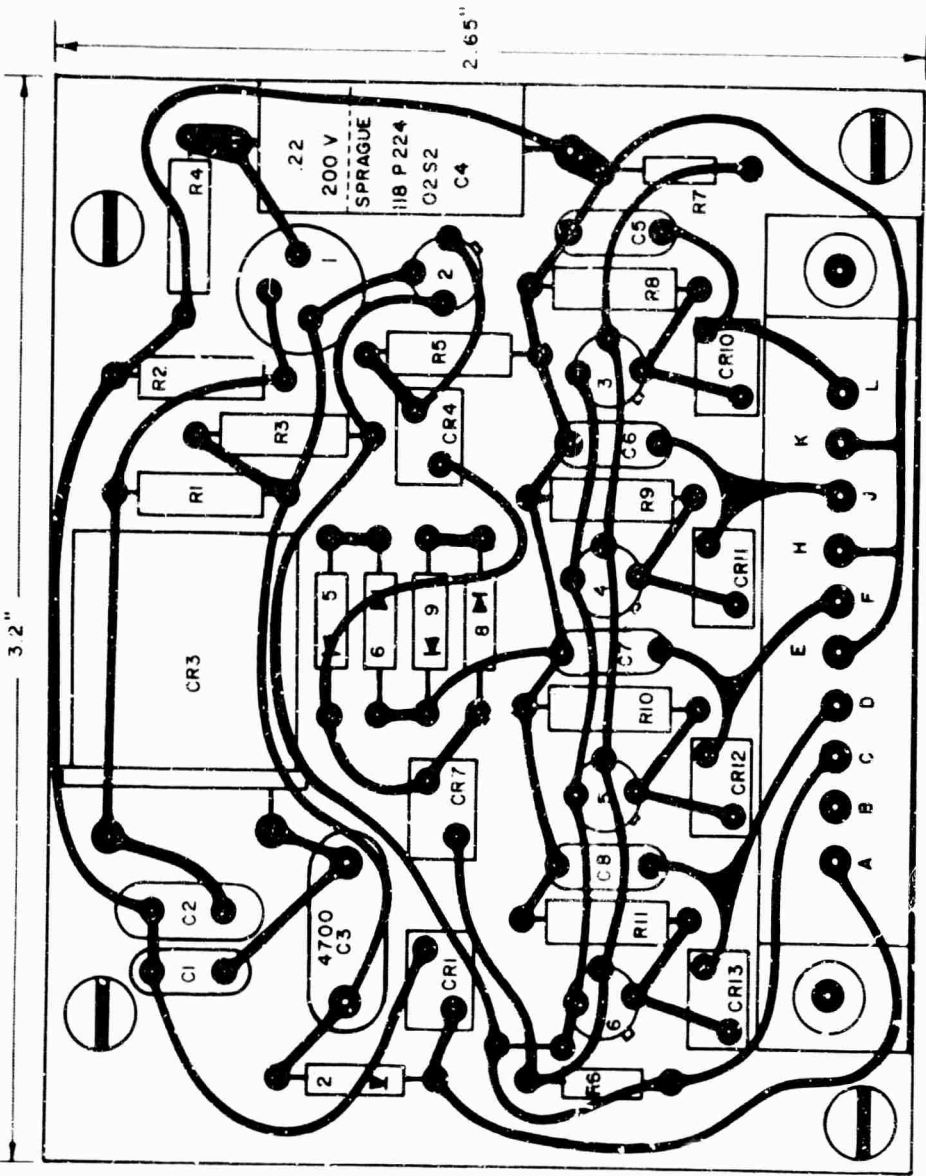 3.2"
2.65"
R4
.22
200 V
SPRAGUE
118 P 224
02 S2
C4
R2
1
2
R1
R3
R5
CR4
CR3
5
6
9
8
C2
C1
4700
C3
CR7
CR1
2
R7
C5
R8
3
CR10
C6
R9
4
CR11
C7
R10
5
CR12
C8
R11
6
CR13
R6
A
B
C
D
E
F
H
J
K
L